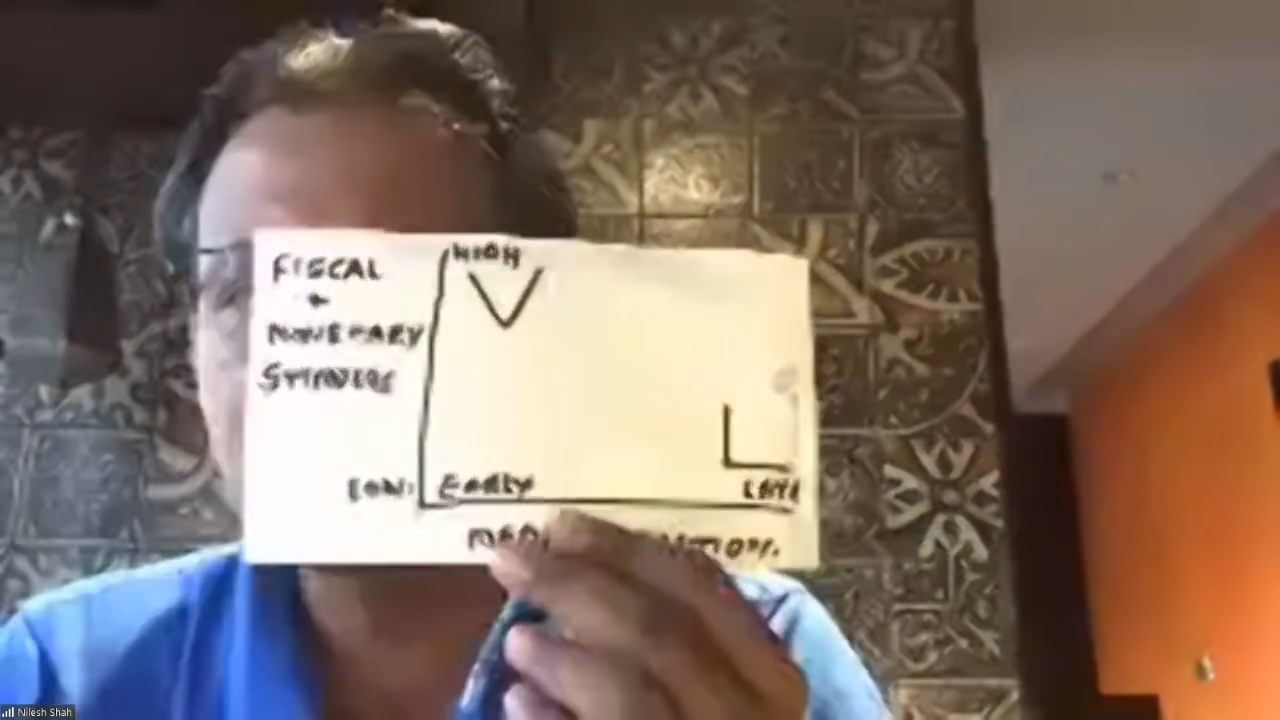 FISCAL
+
MONETARY
STIMULUS
HIGH
V
L
LOW
EARLY
LATE
Nilesh Shah